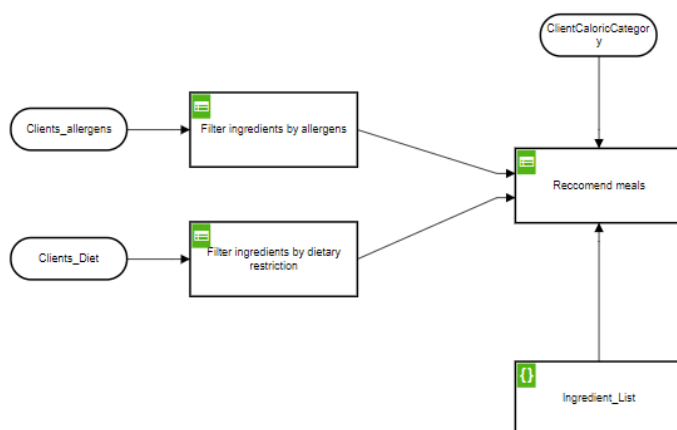 ClientCaloricCategor
y
Clients_allergens
Filter ingredients by allergens
Reccomend meals
Clients_Diet
Filter ingredients by dietary
restriction
{}
Ingredient_List